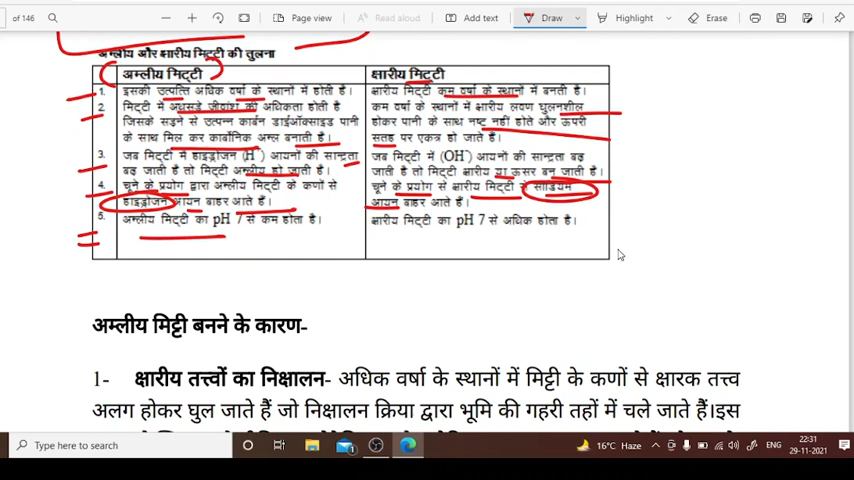 of 146
Page view
Read aloud
Add text
Draw
Highlight
Erase
अम्लीय और क्षारीय मिट्टी की तुलना
अम्लीय मिट्टी
क्षारीय मिट्टी
1. इसकी उत्पत्ति अधिक वर्षा के स्थानों में होती है।
क्षारीय मिट्टी कम वर्षा के स्थानों में बनती है।
2. मिट्टी में अधसड़े जीवांश की अधिकता होती है
जिसके सड़ने से उत्पन्न कार्बन डाईऑक्साइड पानी
के साथ मिल कर कार्बोनिक अम्ल बनाती है।
कम वर्षा के स्थानों में क्षारीय लवण घुलनशील
होकर पानी के साथ नष्ट नहीं होते और ऊपरी
सतह पर एकत्र हो जाते हैं।
3. जब मिट्टी में हाइड्रोजन (H⁺) आयनों की सान्द्रता
बढ़ जाती है तो मिट्टी अम्लीय हो जाती है।
जब मिट्टी में (OH⁻) आयनों की सान्द्रता बढ़
जाती है तो मिट्टी क्षारीय या ऊसर बन जाती है।
4. चूने के प्रयोग द्वारा अम्लीय मिट्टी के कणों से
हाइड्रोजन आयन बाहर आते हैं।
चूने के प्रयोग से क्षारीय मिट्टी से सोडियम
आयन बाहर आते हैं।
5. अम्लीय मिट्टी का pH 7 से कम होता है।
क्षारीय मिट्टी का pH 7 से अधिक होता है।
अम्लीय मिट्टी बनने के कारण-
1- क्षारीय तत्त्वों का निक्षालन- अधिक वर्षा के स्थानों में मिट्टी के कणों से क्षारक तत्त्व
अलग होकर घुल जाते हैं जो निक्षालन क्रिया द्वारा भूमि की गहरी तहों में चले जाते हैं।इस
Type here to search
16°C Haze
ENG
22:31
29-11-2021